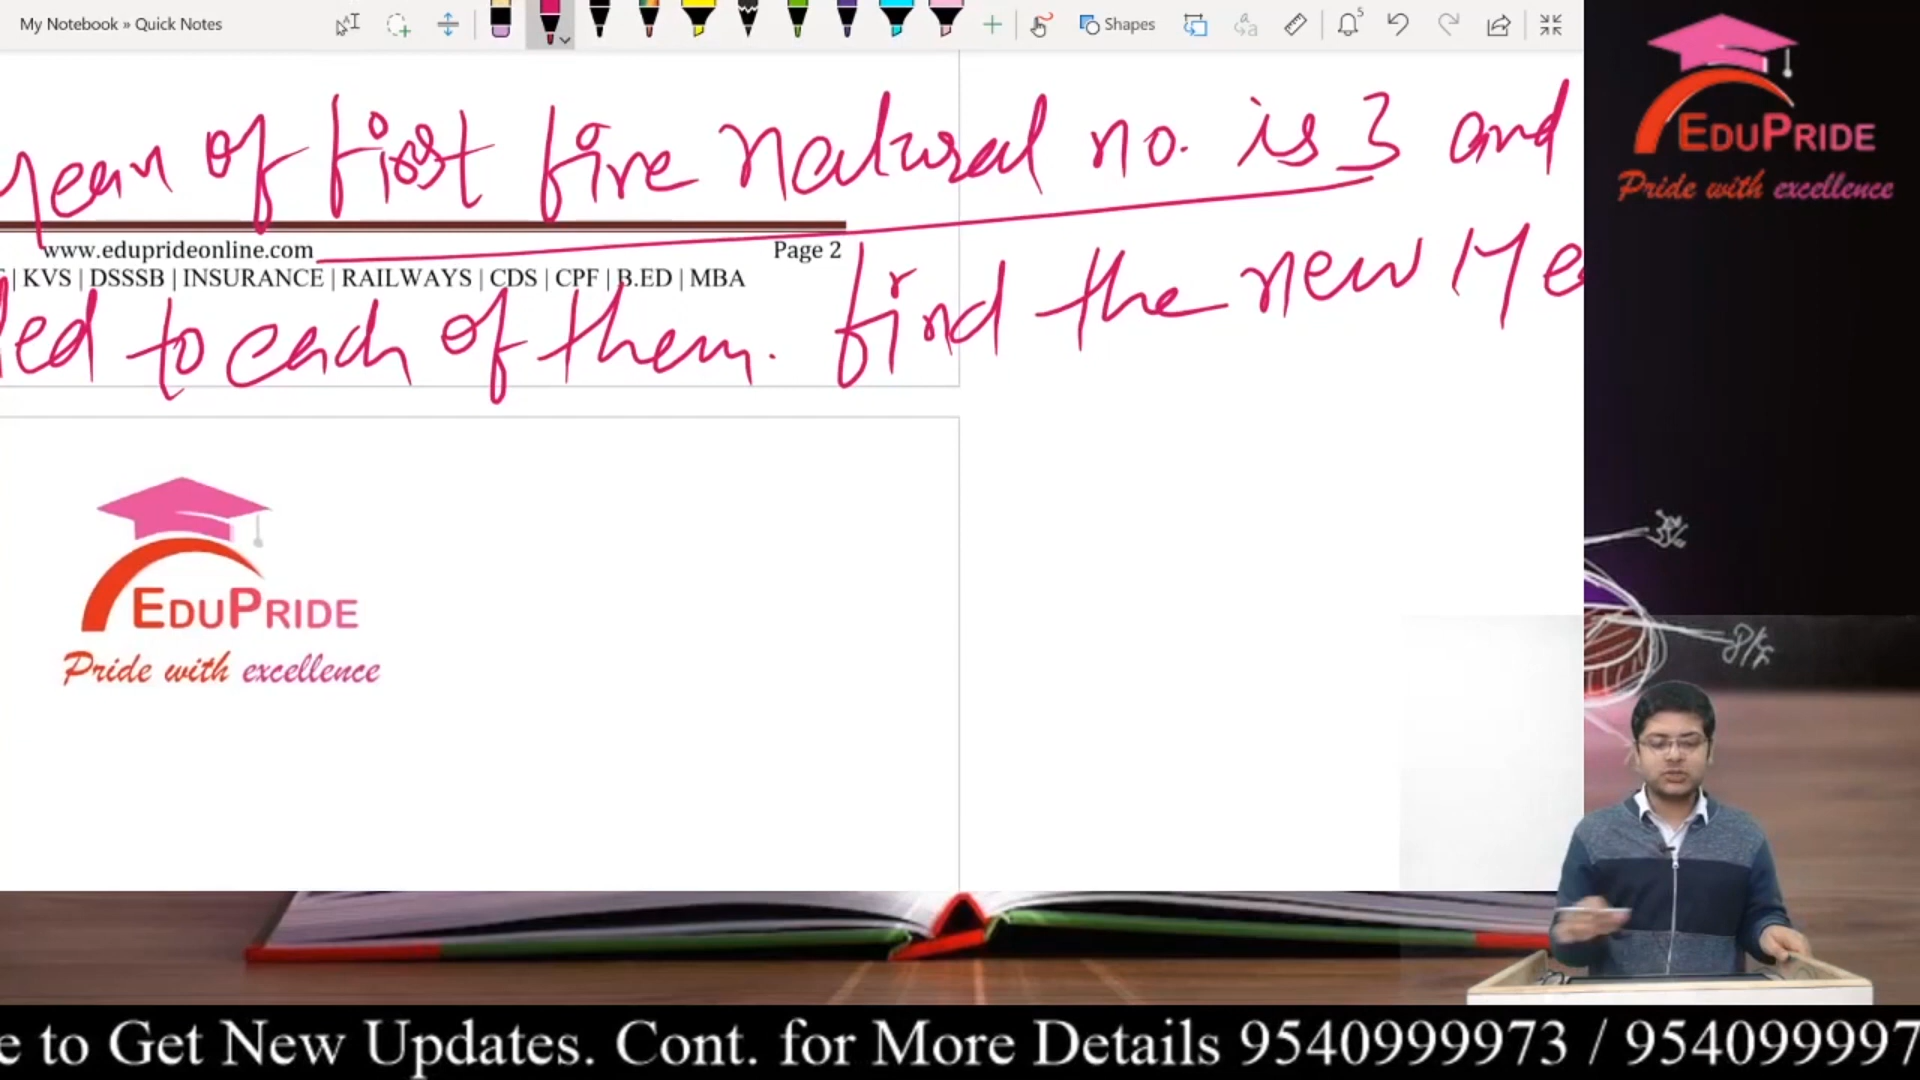 My Notebook » Quick Notes
Shapes
5
EDUPRIDE
Pride with excellence
Mean of first five natural no. is 3 and
www.eduprideonline.com
Page 2
| KVS | DSSSB | INSURANCE | RAILWAYS | CDS | CPF | B.ED | MBA
ded to each of them. find the new Me
EDUPRIDE
Pride with excellence
e to Get New Updates. Cont. for More Details 9540999973 / 954099997